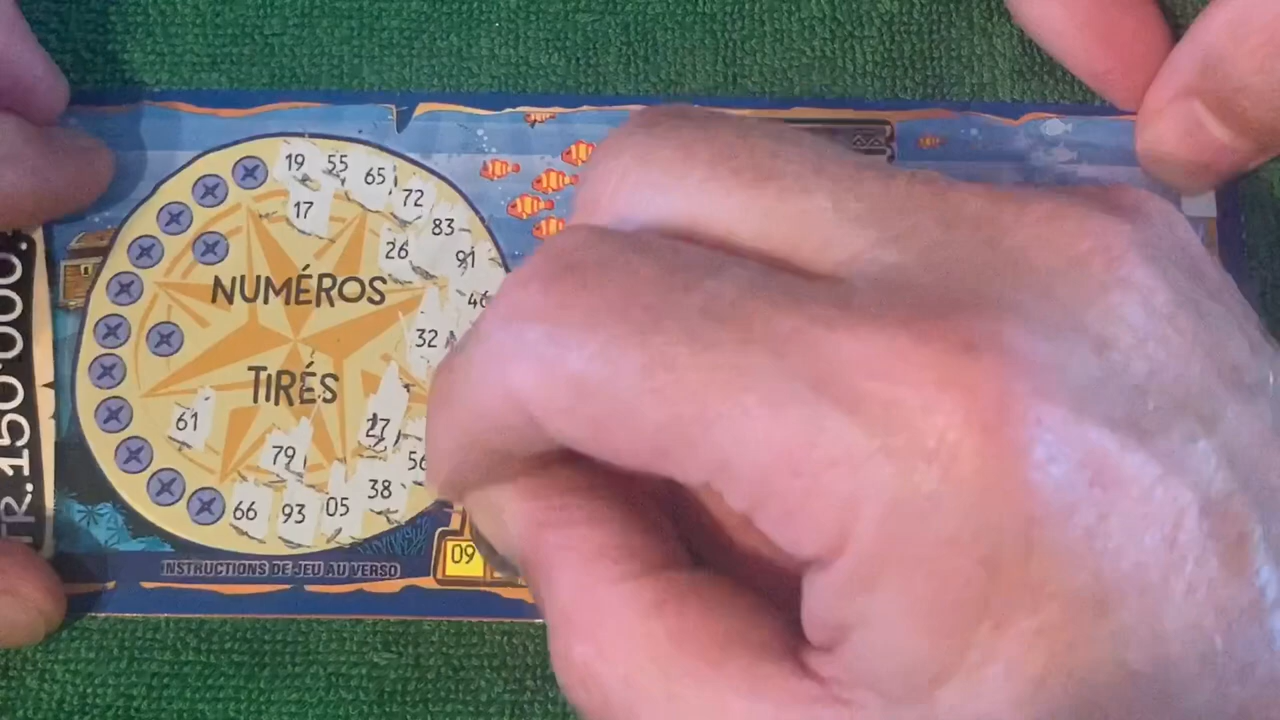 19 55 65
72
17
83
26 91
NUMÉROS
46
32
TIRÉS
61 27
79 56
38
66 93 05
09
INSTRUCTIONS DE JEU AU VERSO
FR. 150'000.